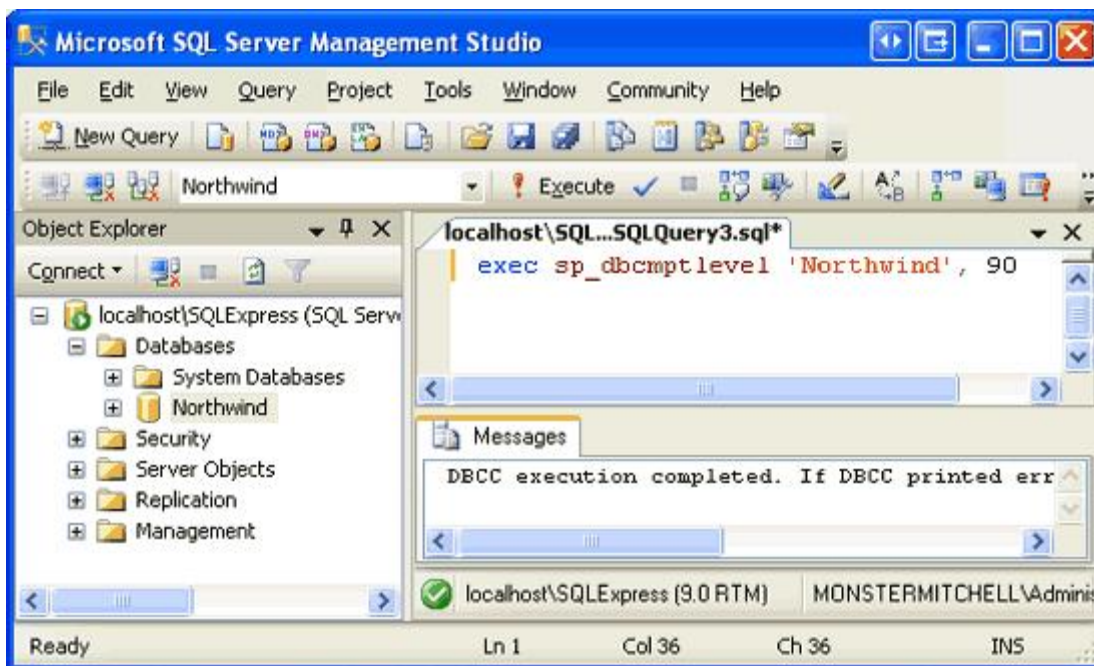 Microsoft SQL Server Management Studio
File Edit View Query Project Tools Window Community Help
New Query
Northwind Execute
Object Explorer
Connect
localhost\SQLExpress (SQL Serv
Databases
System Databases
Northwind
Security
Server Objects
Replication
Management
localhost\SQL...SQLQuery3.sql*
exec sp_dbcmptlevel 'Northwind', 90
Messages
DBCC execution completed. If DBCC printed err
localhost\SQLExpress (9.0 RTM) MONSTERMITCHELL\Adminis
Ready Ln 1 Col 36 Ch 36 INS